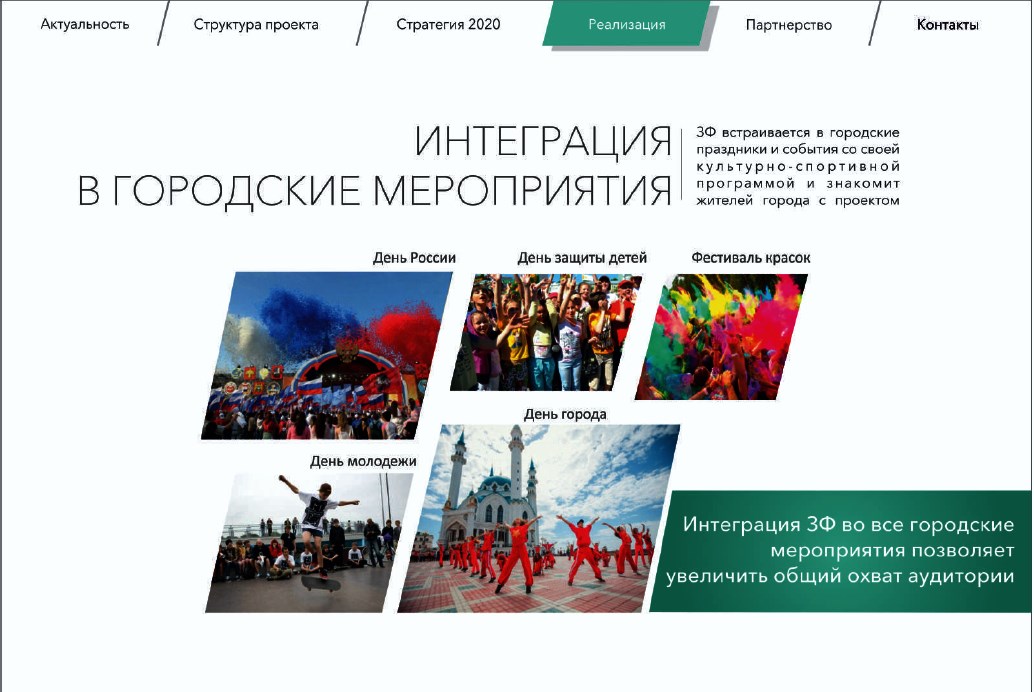 Актуальность
Структура проекта
Стратегия 2020
Реализация
Партнерство
Контакты
ИНТЕГРАЦИЯ
В ГОРОДСКИЕ МЕРОПРИЯТИЯ
ЗФ встраивается в городские
праздники и события со своей
культурно-спортивной
программой и знакомит
жителей города с проектом
День России
День защиты детей
Фестиваль красок
День города
День молодежи
Интеграция ЗФ во все городские
мероприятия позволяет
увеличить общий охват аудитории